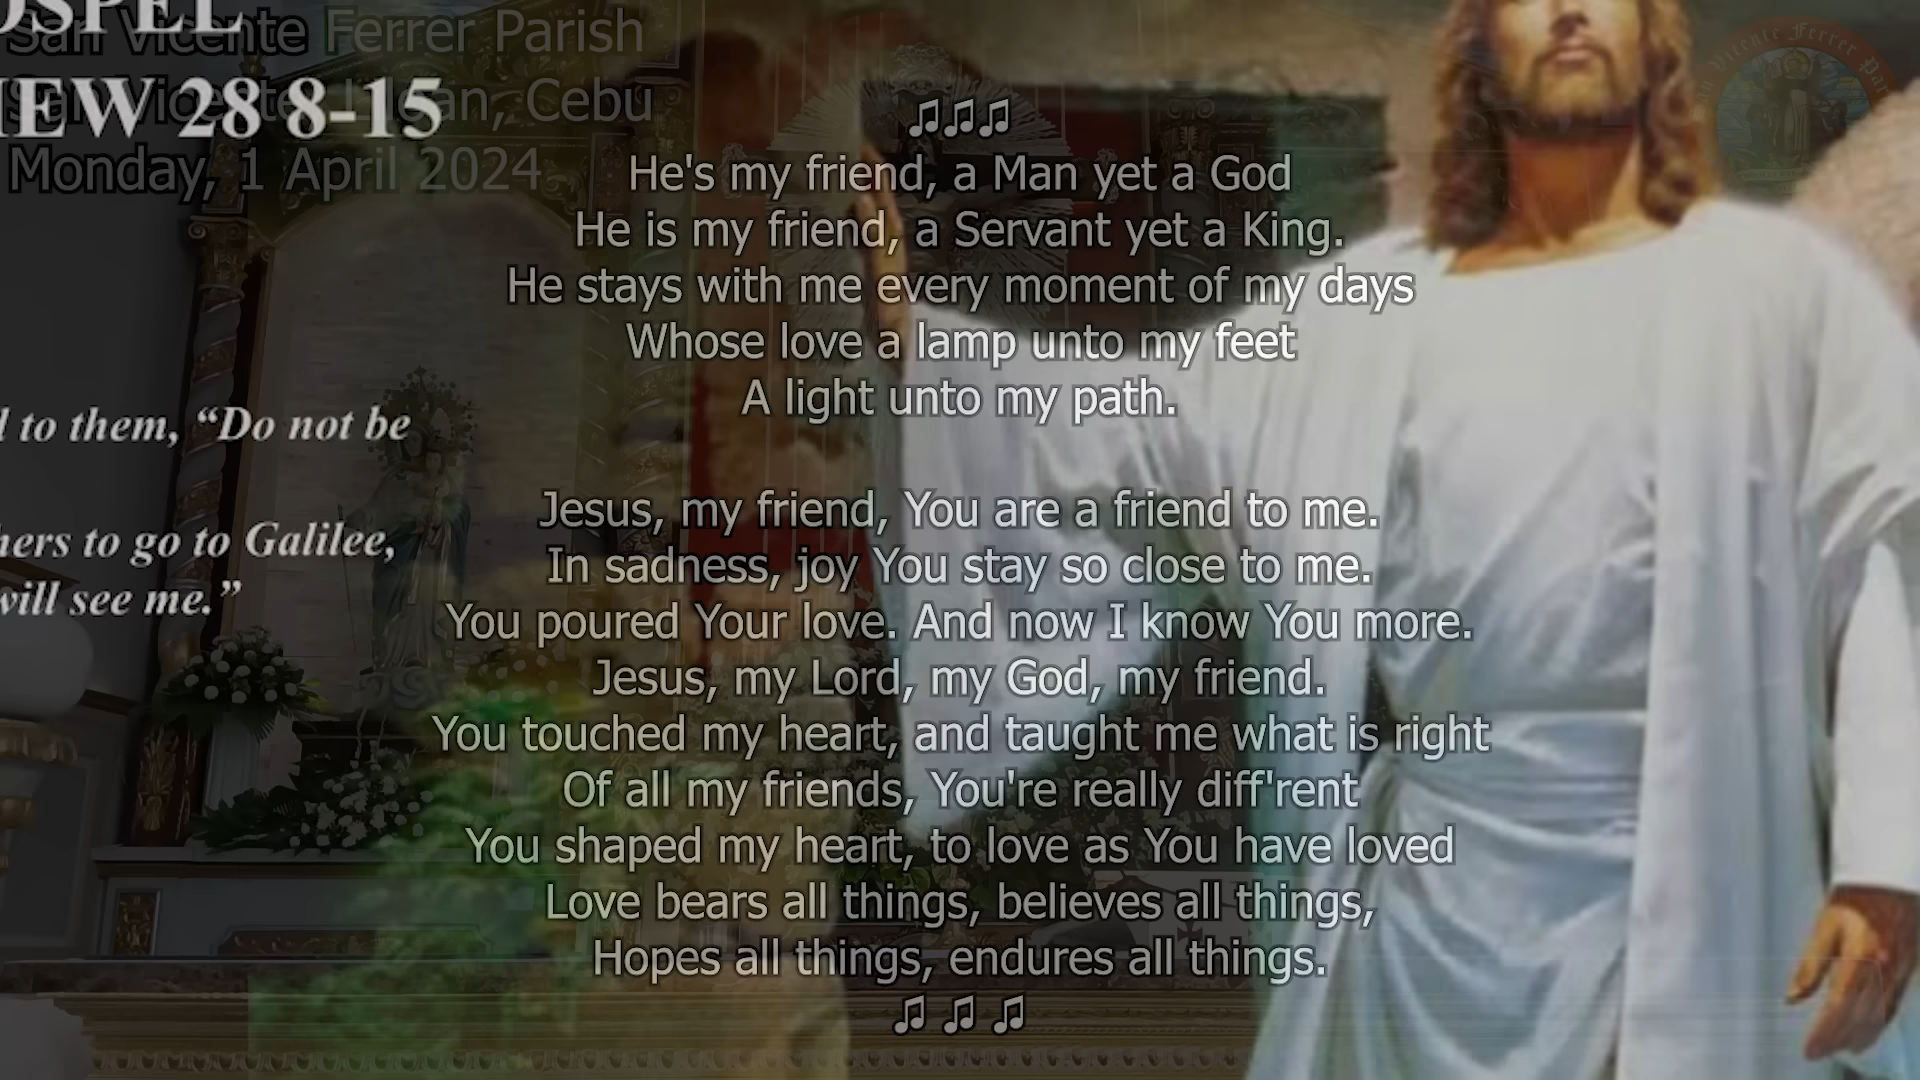 OSPEL
San Vicente Ferrer Parish
EW 28 8-15
San Vicente, Liloan, Cebu
Monday, 1 April 2024
♫♫♫
He's my friend, a Man yet a God
He is my friend, a Servant yet a King.
He stays with me every moment of my days
Whose love a lamp unto my feet
A light unto my path.
to them, “Do not be
hers to go to Galilee,
will see me.”
Jesus, my friend, You are a friend to me.
In sadness, joy You stay so close to me.
You poured Your love. And now I know You more.
Jesus, my Lord, my God, my friend.
You touched my heart, and taught me what is right
Of all my friends, You're really diff'rent
You shaped my heart, to love as You have loved
Love bears all things, believes all things,
Hopes all things, endures all things.
♫ ♫ ♫